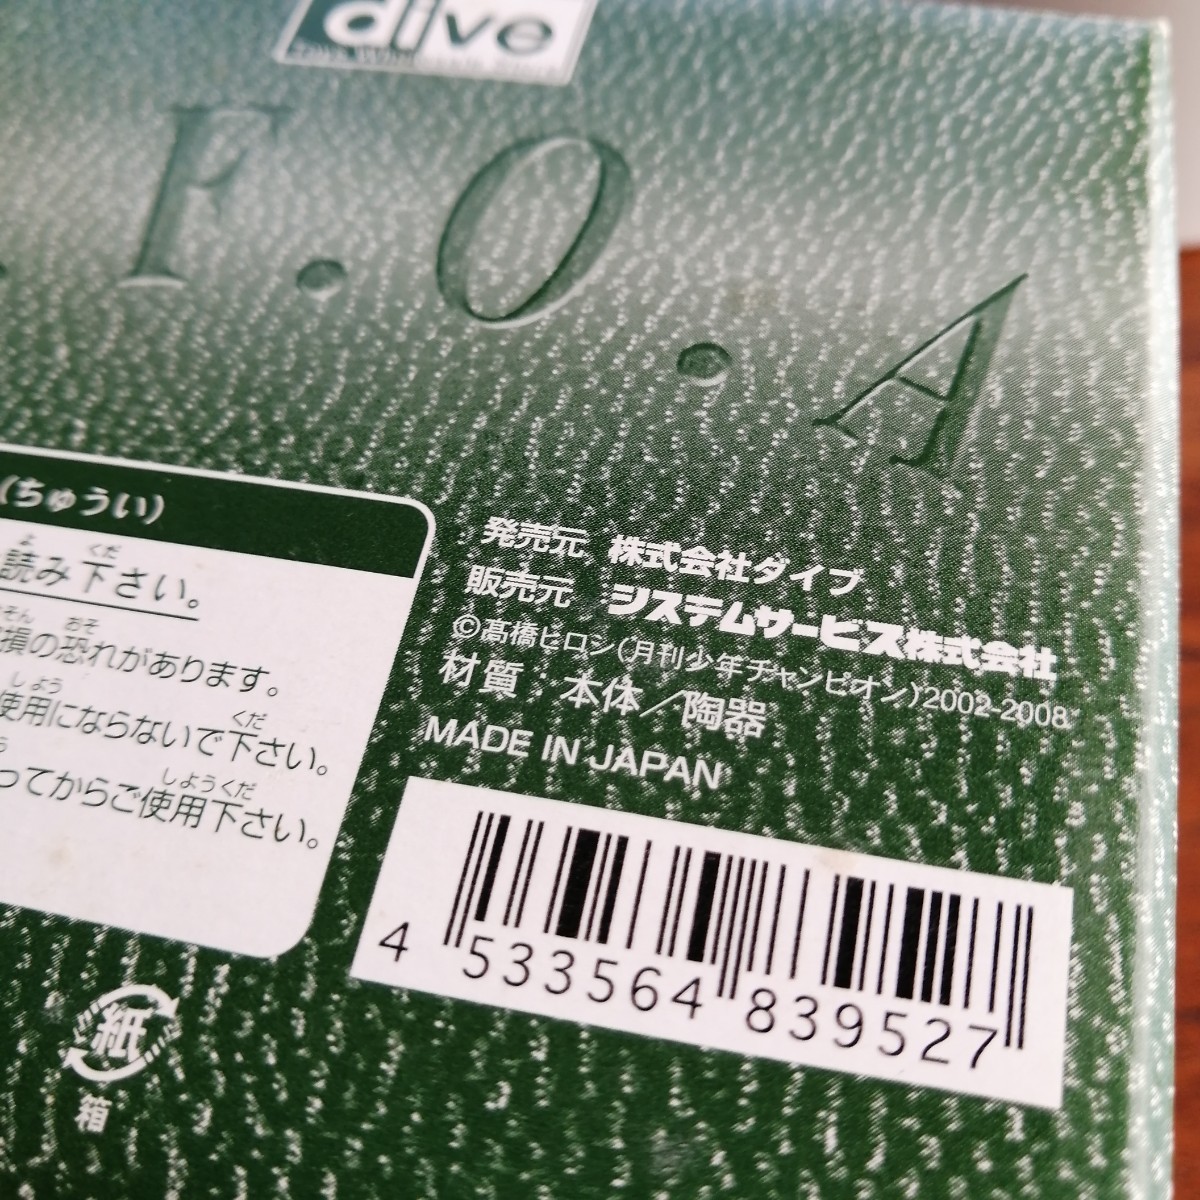 dive
F.O.A
(ちゅうい)
読み下さい。
損の恐れがあります。
使用にならないで下さい。
ってからご使用下さい。
発売元 株式会社ダイブ
販売元 システムサービス株式会社
©髙橋ヒロシ(月刊少年チャンピオン)2002-2008
材質:本体／陶器
MADE IN JAPAN
4 533564 839527
紙
箱